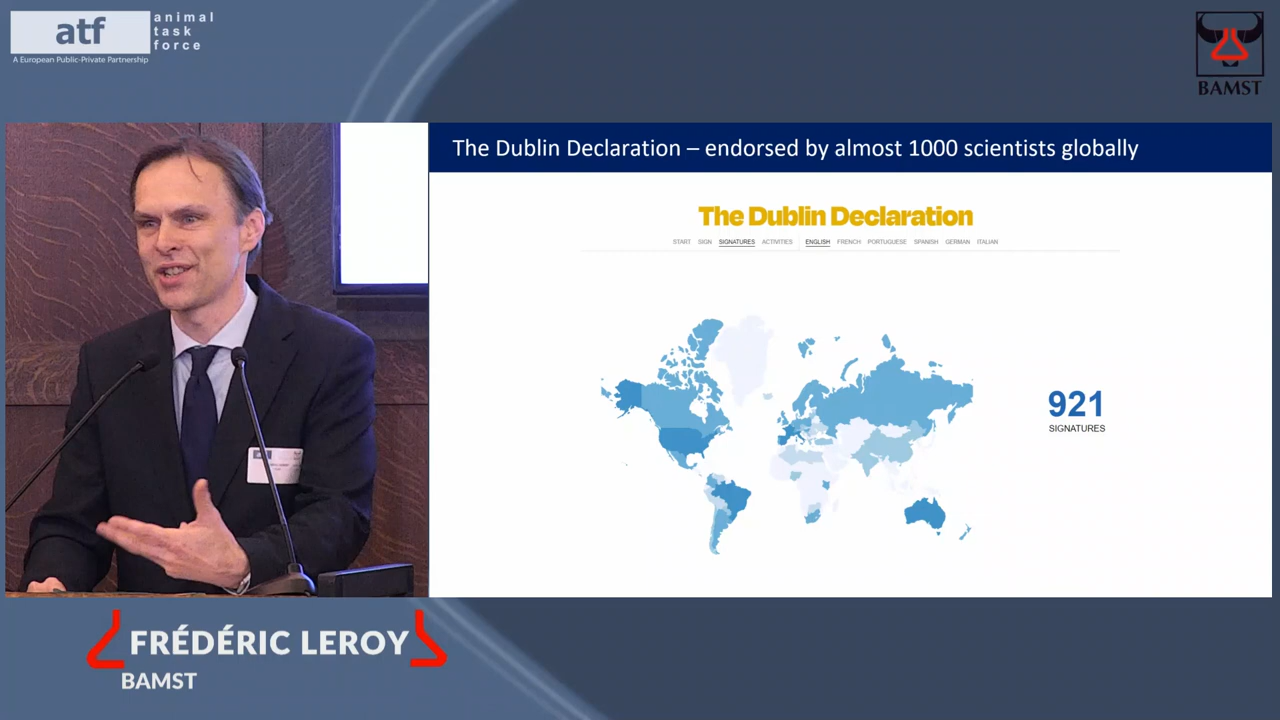 atf
animal
task
force
A European Public-Private Partnership
BAMST
The Dublin Declaration – endorsed by almost 1000 scientists globally
The Dublin Declaration
START SIGN SIGNATURES ACTIVITIES ENGLISH FRENCH PORTUGUESE SPANISH GERMAN ITALIAN
921
SIGNATURES
FRÉDÉRIC LEROY
BAMST